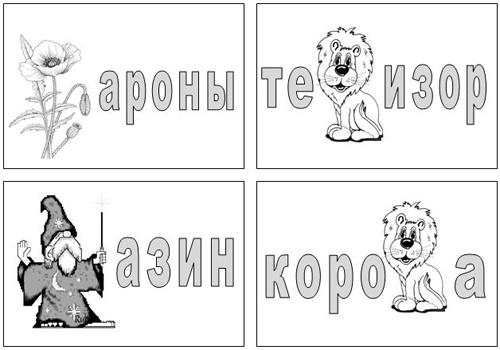 ароны
те изор
азин
коро а